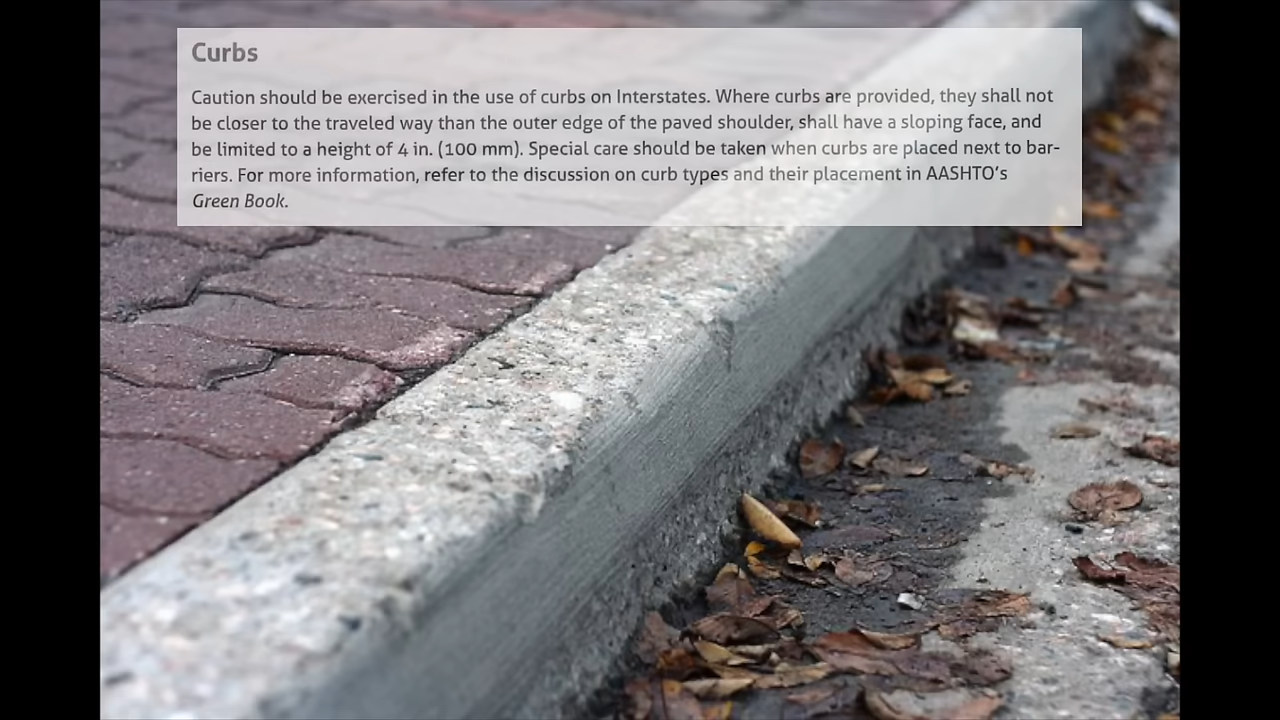 Curbs
Caution should be exercised in the use of curbs on Interstates. Where curbs are provided, they shall not
be closer to the traveled way than the outer edge of the paved shoulder, shall have a sloping face, and
be limited to a height of 4 in. (100 mm). Special care should be taken when curbs are placed next to bar-
riers. For more information, refer to the discussion on curb types and their placement in AASHTO's
Green Book.